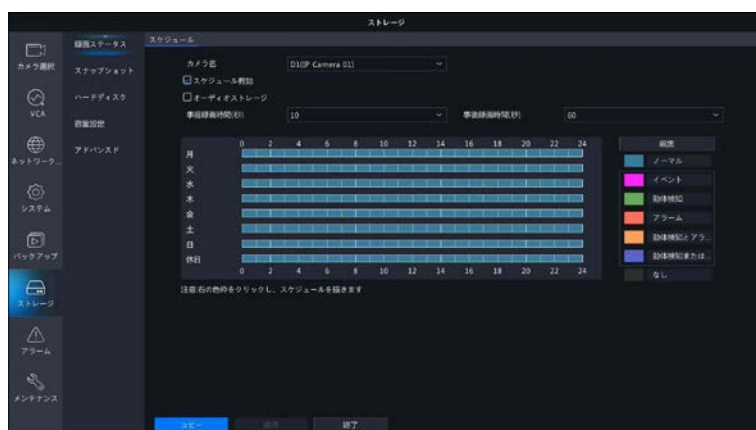 ストレージ
カメラ選択
VCA
ネットワーク...
システム
バックアップ
ストレージ
アラーム
メンテナンス
録画ステータス
スナップショット
ハードディスク
容量設定
アドバンスド
スケジュール
カメラ名 D1(IP Camera 01)
スケジュール有効
オーディオストレージ
事前録画時間(秒) 10 事後録画時間(秒) 60
0 2 4 6 8 10 12 14 16 18 20 22 24
月
火
水
木
金
土
日
休日
0 2 4 6 8 10 12 14 16 18 20 22 24
編集
ノーマル
イベント
動体検知
アラーム
動体検知とアラ...
動体検知または...
なし
注意:右の色枠をクリックし、スケジュールを描きます
コピー 適用 終了